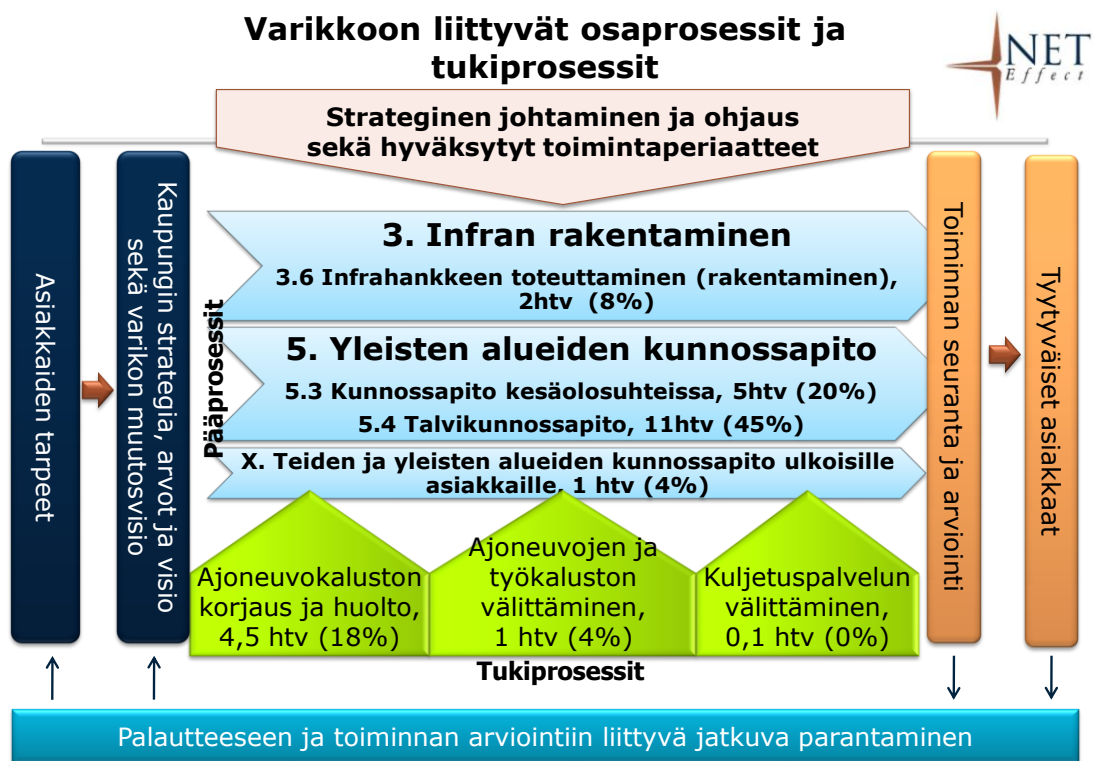 Varikkoon liittyvät osaprosessit ja
tukiprosessit
NET
Effect
Strateginen johtaminen ja ohjaus
sekä hyväksytyt toimintaperiaatteet
Asiakkaiden tarpeet
Kaupungin strategia, arvot ja visio
sekä varikon muutosvisio
Pääprosessit
3. Infran rakentaminen
3.6 Infrahankkeen toteuttaminen (rakentaminen),
2htv (8%)
5. Yleisten alueiden kunnossapito
5.3 Kunnossapito kesäolosuhteissa, 5htv (20%)
5.4 Talvikunnossapito, 11htv (45%)
X. Teiden ja yleisten alueiden kunnossapito ulkoisille
asiakkaille, 1 htv (4%)
Ajoneuvokaluston
korjaus ja huolto,
4,5 htv (18%)
Ajoneuvojen ja
työkaluston
välittäminen,
1 htv (4%)
Kuljetuspalvelun
välittäminen,
0,1 htv (0%)
Tukiprosessit
Toiminnan seuranta ja arviointi
Tyytyväiset asiakkaat
Palautteeseen ja toiminnan arviointiin liittyvä jatkuva parantaminen